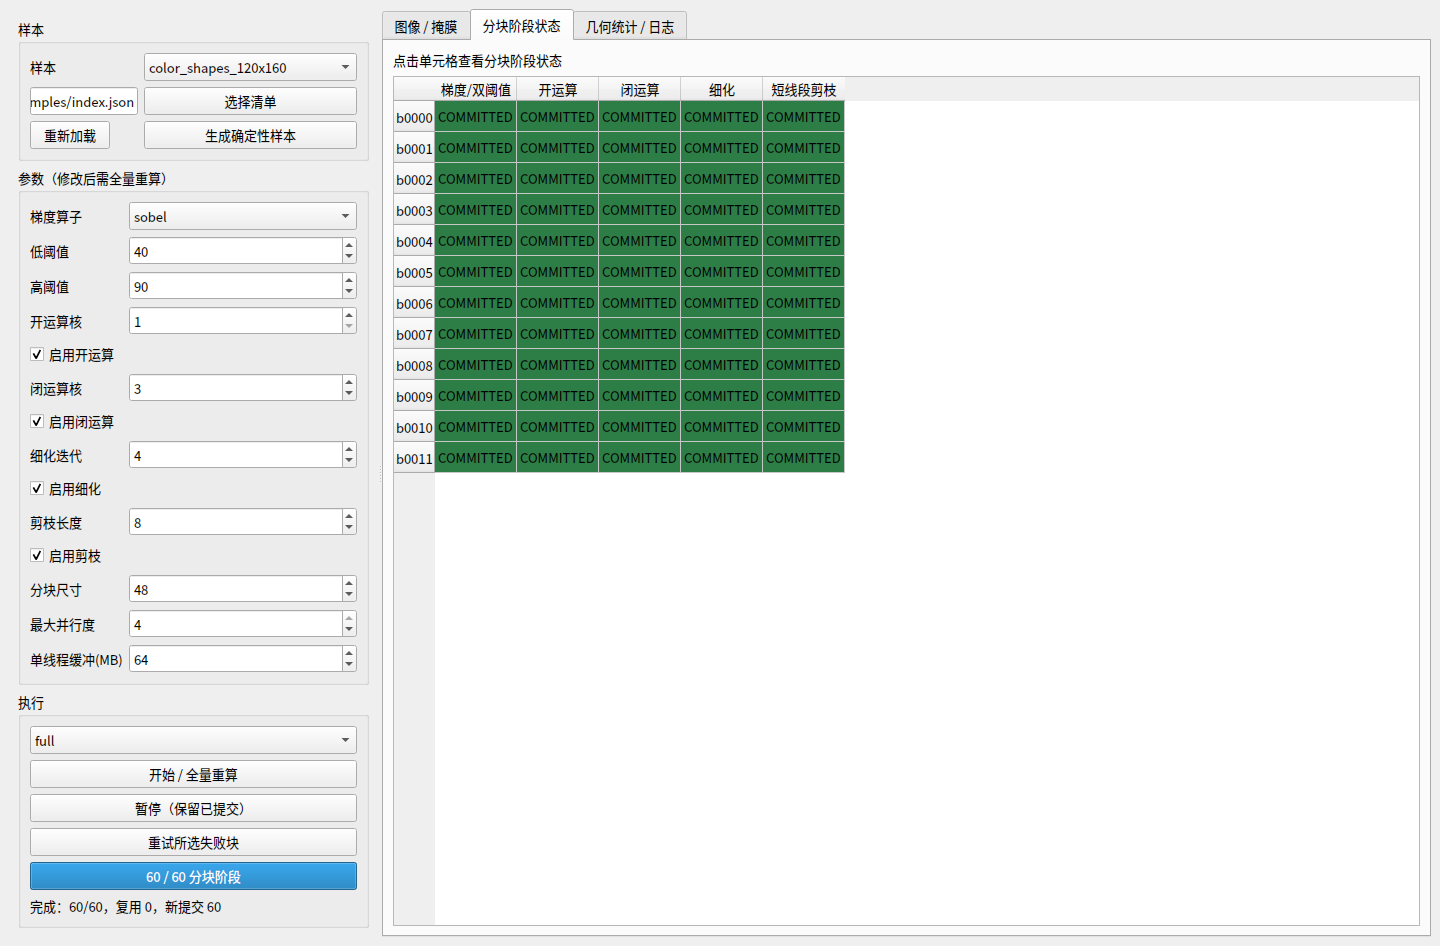 样本
样本 color_shapes_120x160
mples/index.json 选择清单
重新加载 生成确定性样本
参数（修改后需全量重算）
梯度算子 sobel
低阈值 40
高阈值 90
开运算核 1
启用开运算
闭运算核 3
启用闭运算
细化迭代 4
启用细化
剪枝长度 8
启用剪枝
分块尺寸 48
最大并行度 4
单线程缓冲(MB) 64
执行
full
开始 / 全量重算
暂停（保留已提交）
重试所选失败块
60 / 60 分块阶段
完成：60/60，复用 0，新提交 60
图像 / 掩膜 分块阶段状态 几何统计 / 日志
点击单元格查看分块阶段状态
梯度/双阈值 开运算 闭运算 细化 短线段剪枝
b0000 COMMITTED COMMITTED COMMITTED COMMITTED COMMITTED
b0001 COMMITTED COMMITTED COMMITTED COMMITTED COMMITTED
b0002 COMMITTED COMMITTED COMMITTED COMMITTED COMMITTED
b0003 COMMITTED COMMITTED COMMITTED COMMITTED COMMITTED
b0004 COMMITTED COMMITTED COMMITTED COMMITTED COMMITTED
b0005 COMMITTED COMMITTED COMMITTED COMMITTED COMMITTED
b0006 COMMITTED COMMITTED COMMITTED COMMITTED COMMITTED
b0007 COMMITTED COMMITTED COMMITTED COMMITTED COMMITTED
b0008 COMMITTED COMMITTED COMMITTED COMMITTED COMMITTED
b0009 COMMITTED COMMITTED COMMITTED COMMITTED COMMITTED
b0010 COMMITTED COMMITTED COMMITTED COMMITTED COMMITTED
b0011 COMMITTED COMMITTED COMMITTED COMMITTED COMMITTED